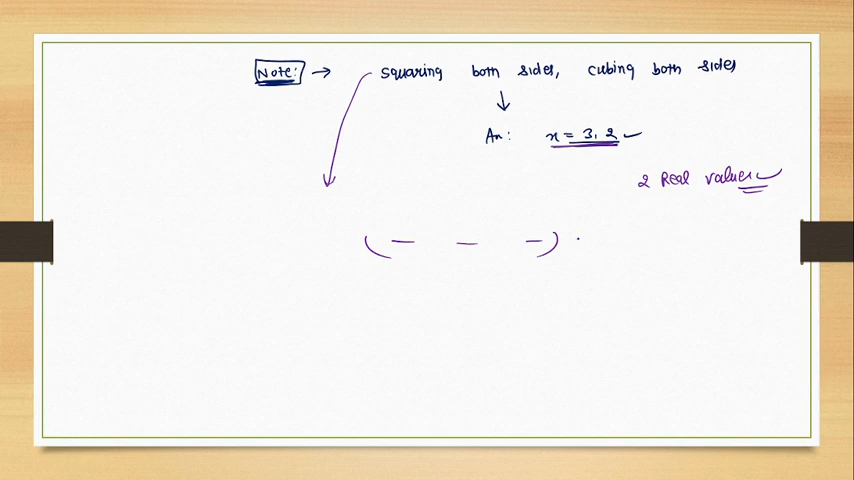 Note: → squaring both sides, cubing both sides
An: x = 3, 2
2 Real values
( — — — ) .